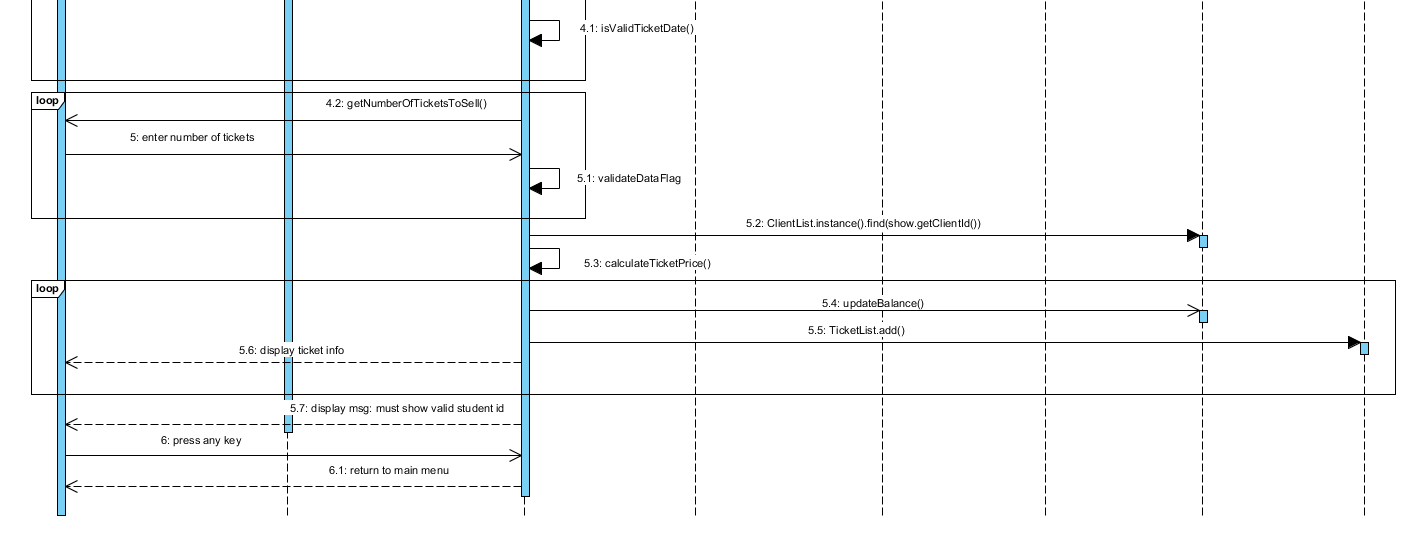 4.1: isValidTicketDate()
loop
4.2: getNumberOfTicketsToSell()
5: enter number of tickets
5.1: validateDataFlag
5.2: ClientList.instance().find(show.getClientId())
5.3: calculateTicketPrice()
loop
5.4: updateBalance()
5.5: TicketList.add()
5.6: display ticket info
5.7: display msg: must show valid student id
6: press any key
6.1: return to main menu